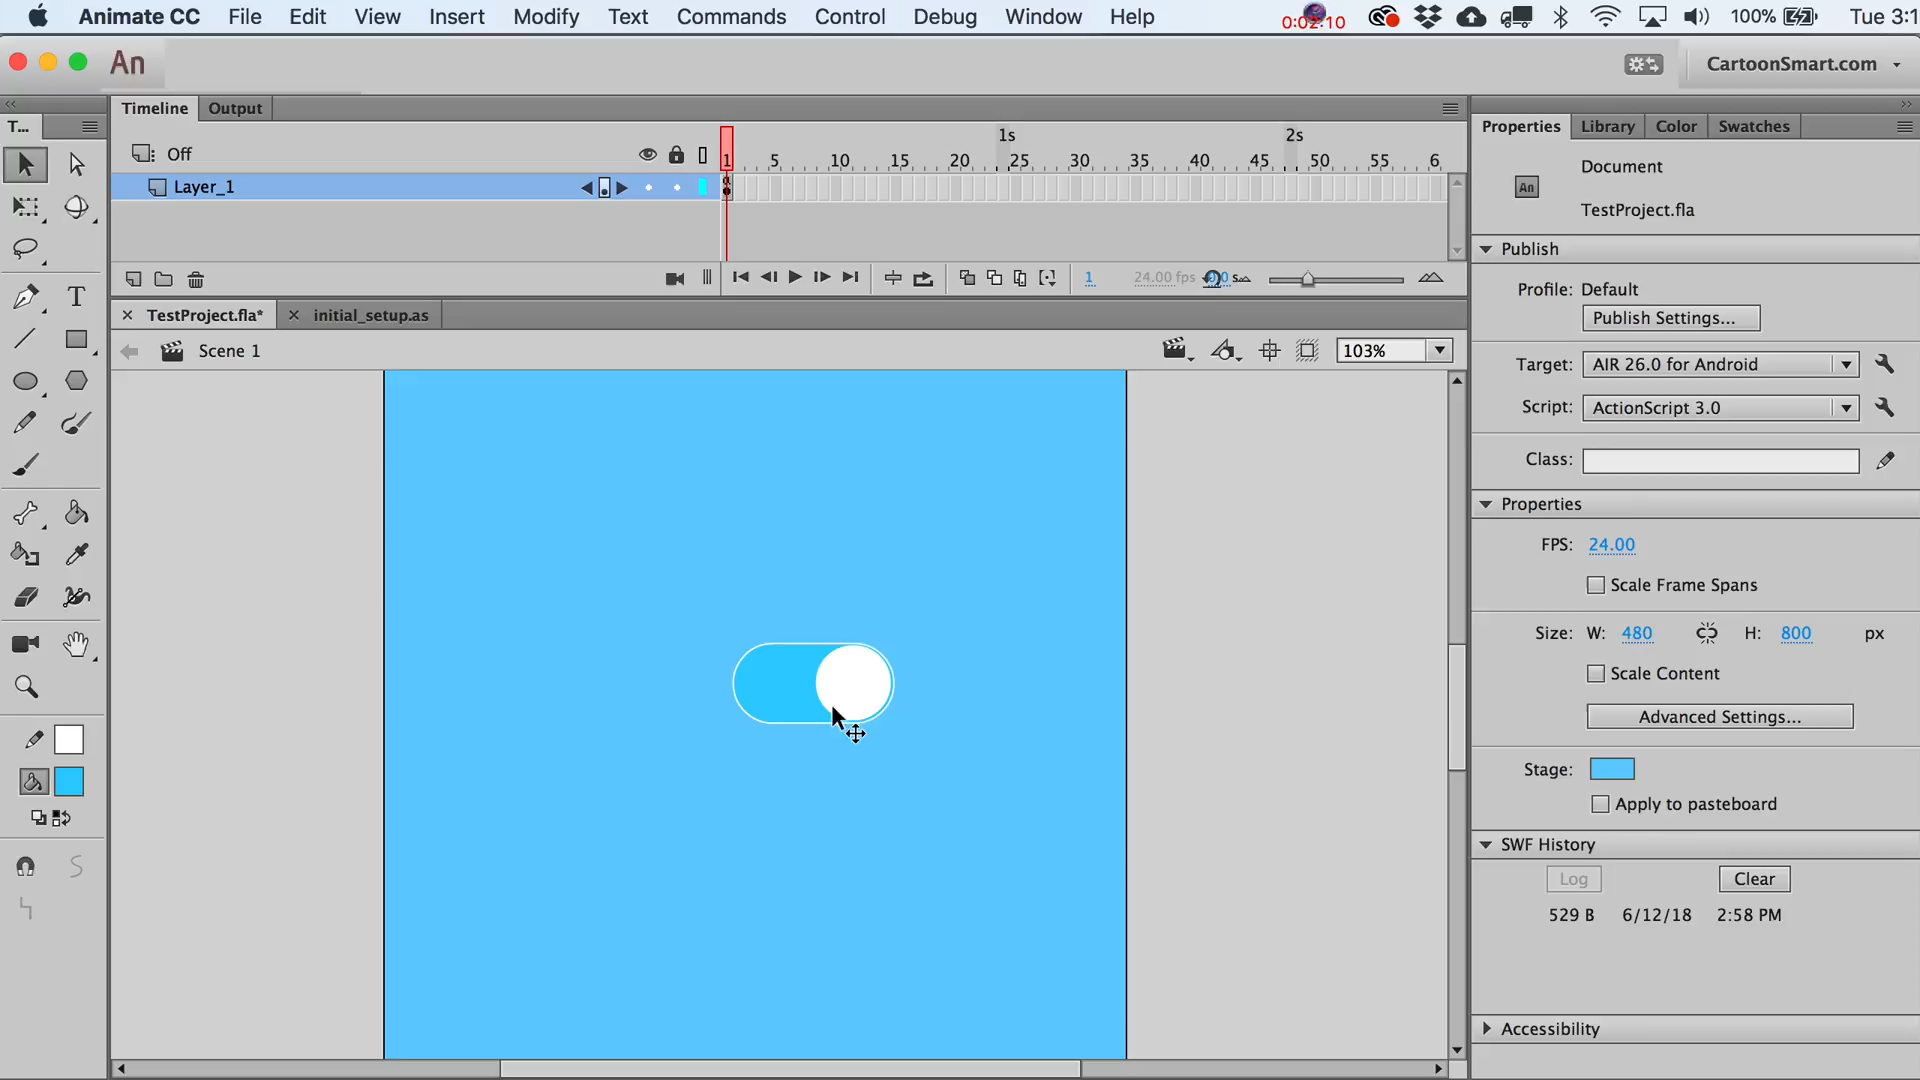 Animate CC File Edit View Insert Modify Text Commands Control Debug Window Help 0:02:10 100% Tue 3:1
An CartoonSmart.com
T... Timeline Output Properties Library Color Swatches
Off 1s 2s
1 5 10 15 20 25 30 35 40 45 50 55 6
Layer_1
Document
An TestProject.fla
1 24.00 fps
TestProject.fla* initial_setup.as
Scene 1 103%
T
Publish
Profile: Default
Publish Settings...
Target: AIR 26.0 for Android
Script: ActionScript 3.0
Class:
Properties
FPS: 24.00
Scale Frame Spans
Size: W: 480 H: 800 px
Scale Content
Advanced Settings...
Stage:
Apply to pasteboard
SWF History
Log Clear
529 B 6/12/18 2:58 PM
Accessibility